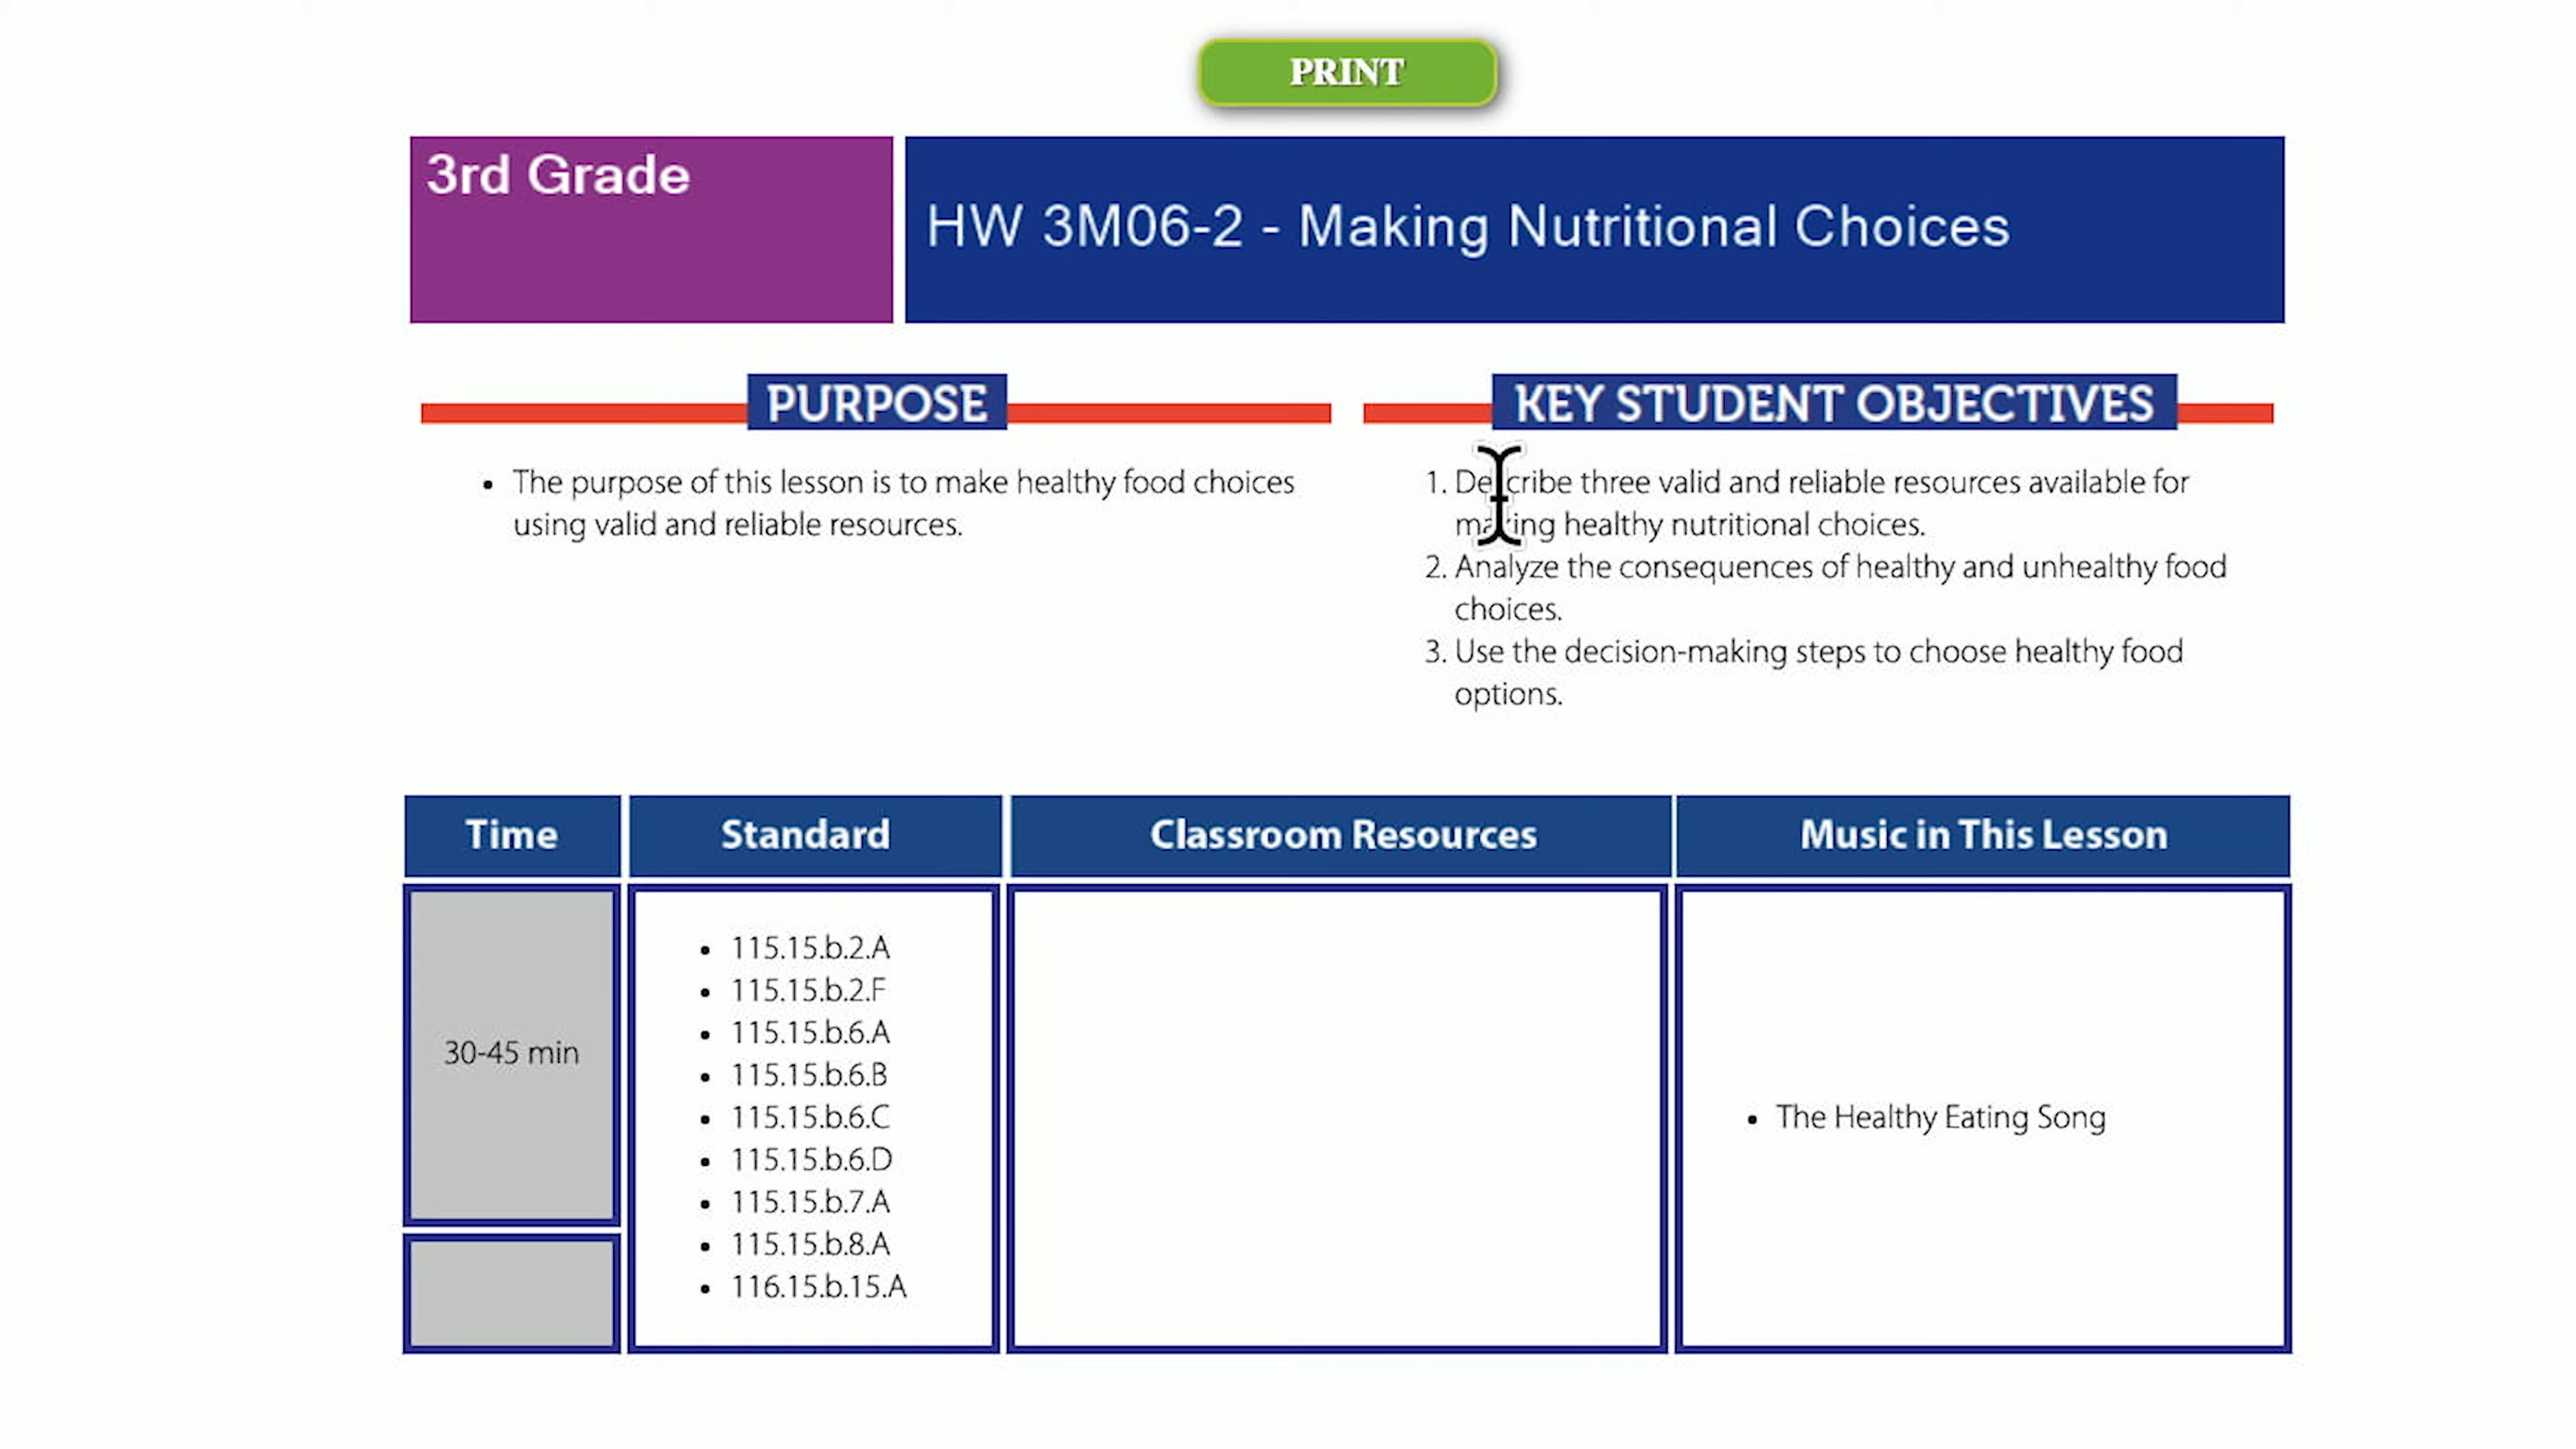 PRINT
3rd Grade
HW 3M06-2 - Making Nutritional Choices
PURPOSE
• The purpose of this lesson is to make healthy food choices
using valid and reliable resources.
KEY STUDENT OBJECTIVES
1. Describe three valid and reliable resources available for
making healthy nutritional choices.
2. Analyze the consequences of healthy and unhealthy food
choices.
3. Use the decision-making steps to choose healthy food
options.
Time
Standard
Classroom Resources
Music in This Lesson
30-45 min
• 115.15.b.2.A
• 115.15.b.2.F
• 115.15.b.6.A
• 115.15.b.6.B
• 115.15.b.6.C
• 115.15.b.6.D
• 115.15.b.7.A
• 115.15.b.8.A
• 116.15.b.15.A
• The Healthy Eating Song